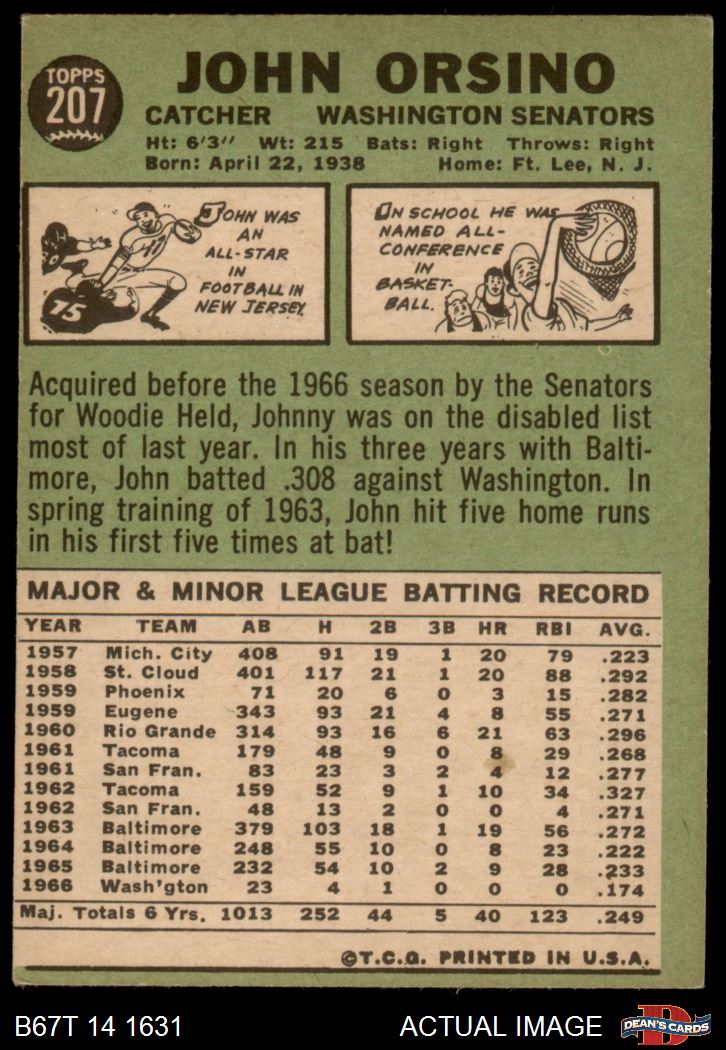 TOPPS
207
JOHN ORSINO
CATCHER WASHINGTON SENATORS
Ht: 6'3" Wt: 215 Bats: Right Throws: Right
Born: April 22, 1938 Home: Ft. Lee, N. J.
JOHN WAS
AN
ALL-STAR
IN
FOOTBALL IN
NEW JERSEY.
15
IN SCHOOL HE WAS
NAMED ALL-
CONFERENCE
IN
BASKET-
BALL.
Acquired before the 1966 season by the Senators
for Woodie Held, Johnny was on the disabled list
most of last year. In his three years with Balti-
more, John batted .308 against Washington. In
spring training of 1963, John hit five home runs
in his first five times at bat!
MAJOR & MINOR LEAGUE BATTING RECORD
YEAR TEAM AB H 2B 3B HR RBI AVG.
1957 Mich. City 408 91 19 1 20 79 .223
1958 St. Cloud 401 117 21 1 20 88 .292
1959 Phoenix 71 20 6 0 3 15 .282
1959 Eugene 343 93 21 4 8 55 .271
1960 Rio Grande 314 93 16 6 21 63 .296
1961 Tacoma 179 48 9 0 8 29 .268
1961 San Fran. 83 23 3 2 4 12 .277
1962 Tacoma 159 52 9 1 10 34 .327
1962 San Fran. 48 13 2 0 0 4 .271
1963 Baltimore 379 103 18 1 19 56 .272
1964 Baltimore 248 55 10 0 8 23 .222
1965 Baltimore 232 54 10 2 9 28 .233
1966 Wash'gton 23 4 1 0 0 0 .174
Maj. Totals 6 Yrs. 1013 252 44 5 40 123 .249
©T.C.G. PRINTED IN U.S.A.
B67T 14 1631 ACTUAL IMAGE
D
DEAN'S CARDS